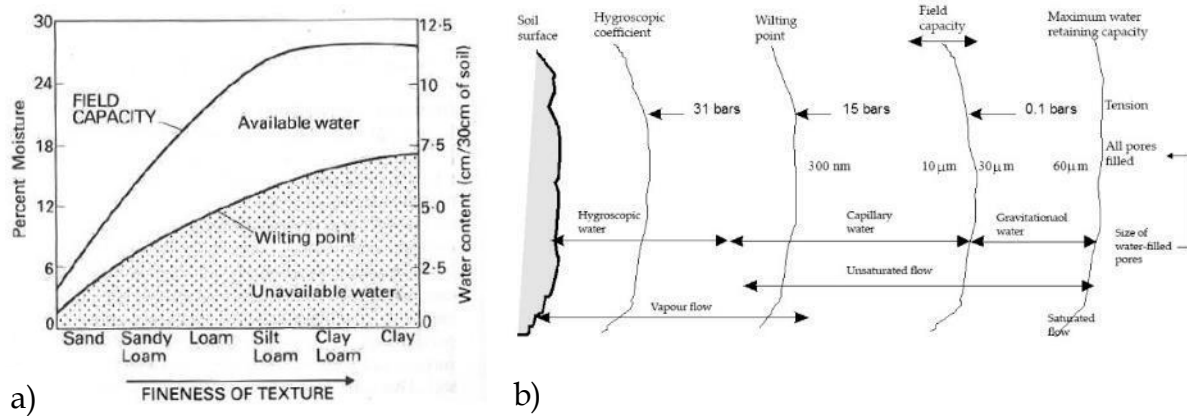 30
24
18
12
6
0
Percent Moisture
FIELD
CAPACITY
Available water
Wilting point
Unavailable water
12·5
10
7·5
5·0
2·5
0
Water content (cm/30cm of soil)
Sand
Sandy
Loam
Loam
Silt
Loam
Clay
Loam
Clay
FINENESS OF TEXTURE
a)
Soil
surface
Hygroscopic
coefficient
Wilting
point
Field
capacity
Maximum water
retaining capacity
31 bars
15 bars
0.1 bars
Tension
All pores
filled
300 nm
10 μm
30 μm
60 μm
Hygroscopic
water
Capillary
water
Gravitationaol
water
Size of
water-filled
pores
Unsaturated flow
Vapour flow
Saturated
flow
b)